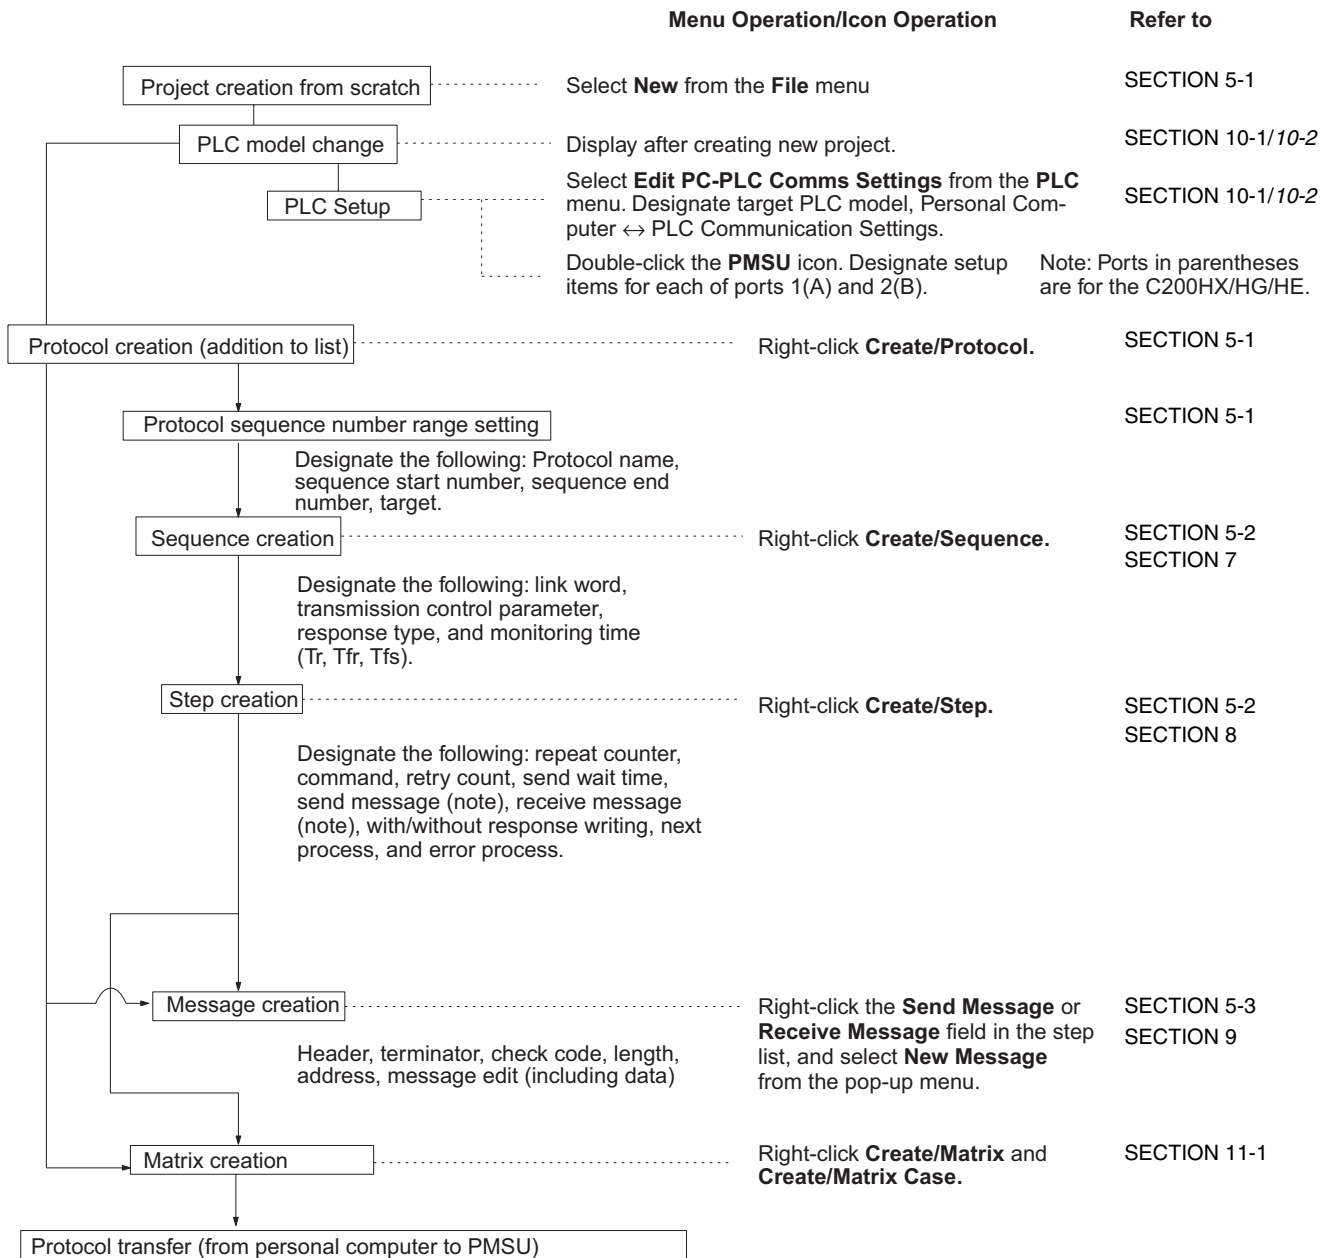 Menu Operation/Icon Operation
Refer to
Project creation from scratch
Select New from the File menu
SECTION 5-1
PLC model change
Display after creating new project.
SECTION 10-1/10-2
PLC Setup
Select Edit PC-PLC Comms Settings from the PLC
menu. Designate target PLC model, Personal Com-
puter ↔ PLC Communication Settings.
SECTION 10-1/10-2
Double-click the PMSU icon. Designate setup
items for each of ports 1(A) and 2(B).
Note: Ports in parentheses
are for the C200HX/HG/HE.
Protocol creation (addition to list)
Right-click Create/Protocol.
SECTION 5-1
Protocol sequence number range setting
SECTION 5-1
Designate the following: Protocol name,
sequence start number, sequence end
number, target.
Sequence creation
Right-click Create/Sequence.
SECTION 5-2
SECTION 7
Designate the following: link word,
transmission control parameter,
response type, and monitoring time
(Tr, Tfr, Tfs).
Step creation
Right-click Create/Step.
SECTION 5-2
SECTION 8
Designate the following: repeat counter,
command, retry count, send wait time,
send message (note), receive message
(note), with/without response writing, next
process, and error process.
Message creation
Right-click the Send Message or
Receive Message field in the step
list, and select New Message
from the pop-up menu.
SECTION 5-3
SECTION 9
Header, terminator, check code, length,
address, message edit (including data)
Matrix creation
Right-click Create/Matrix and
Create/Matrix Case.
SECTION 11-1
Protocol transfer (from personal computer to PMSU)